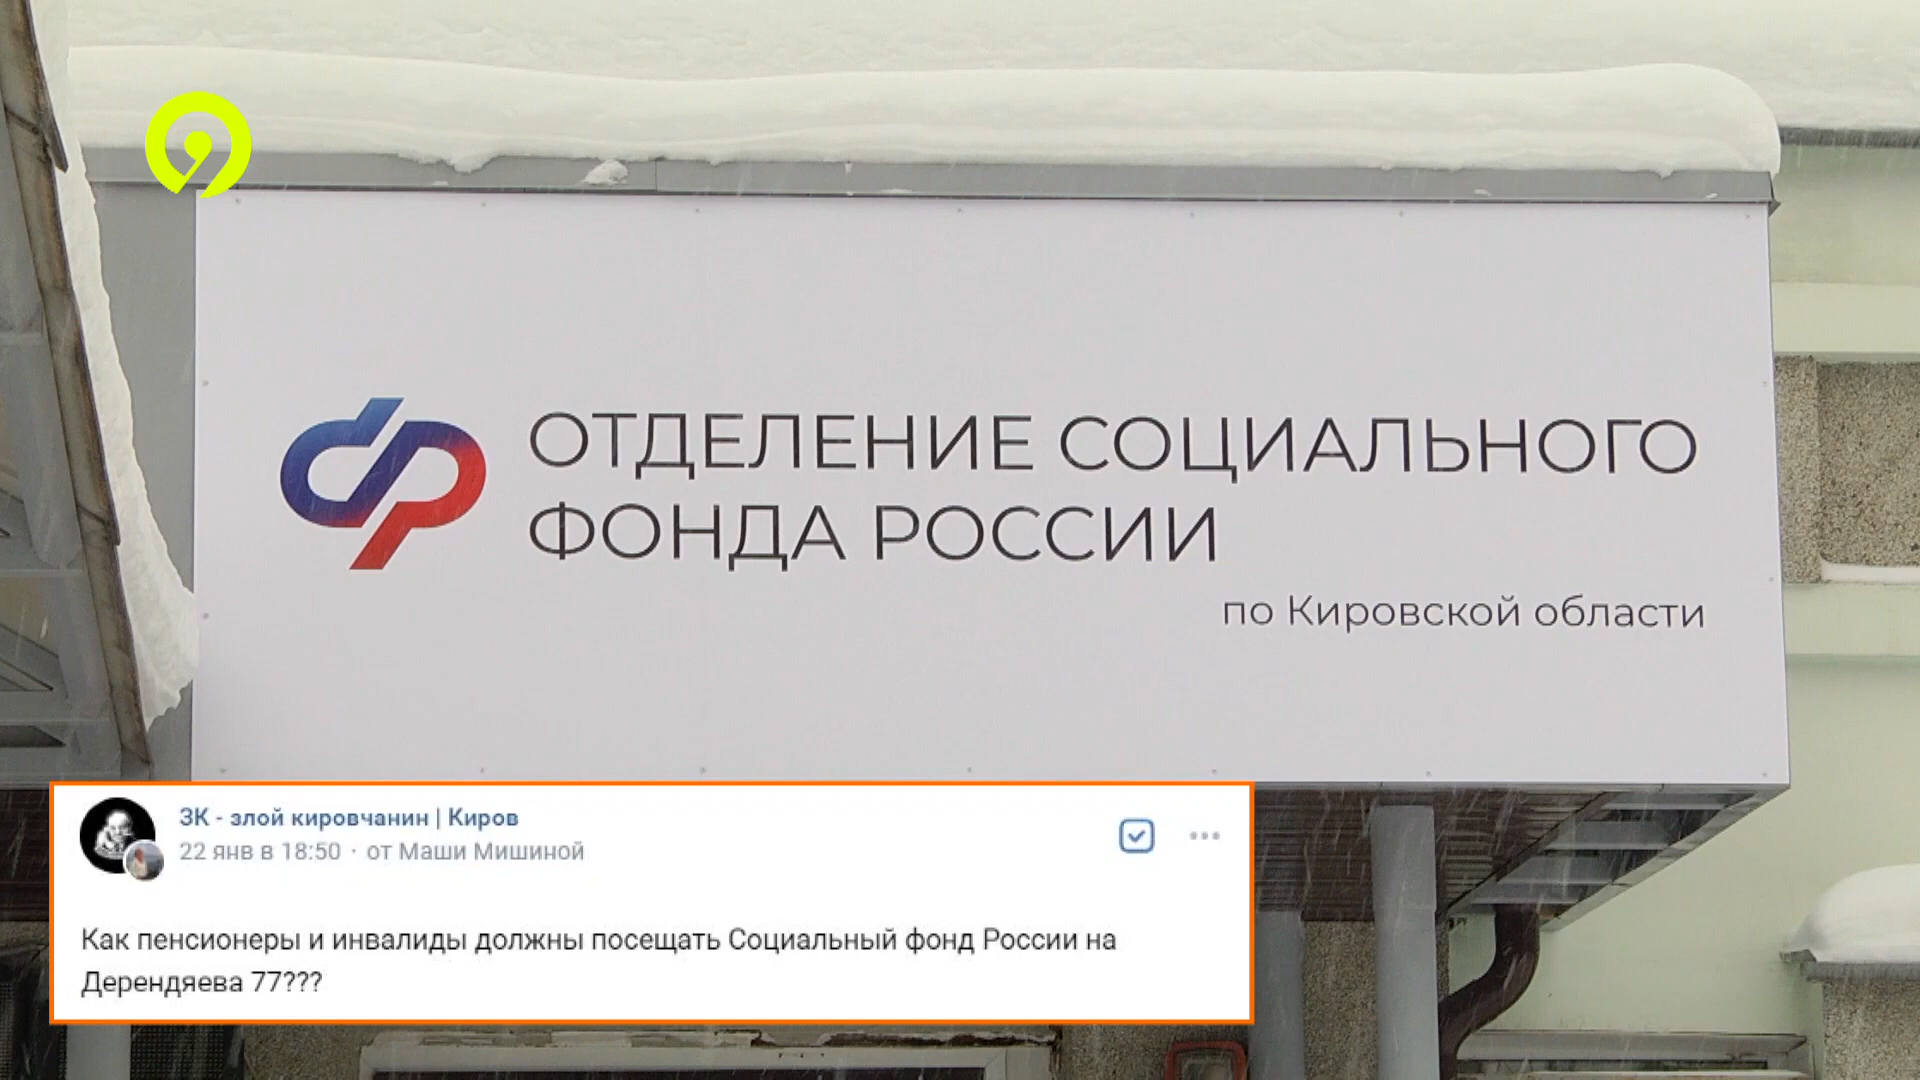 ОТДЕЛЕНИЕ СОЦИАЛЬНОГО
ФОНДА РОССИИ
по Кировской области
ЗК - злой кировчанин | Киров
22 янв в 18:50 · от Маши Мишиной
Как пенсионеры и инвалиды должны посещать Социальный фонд России на
Дерендяева 77???